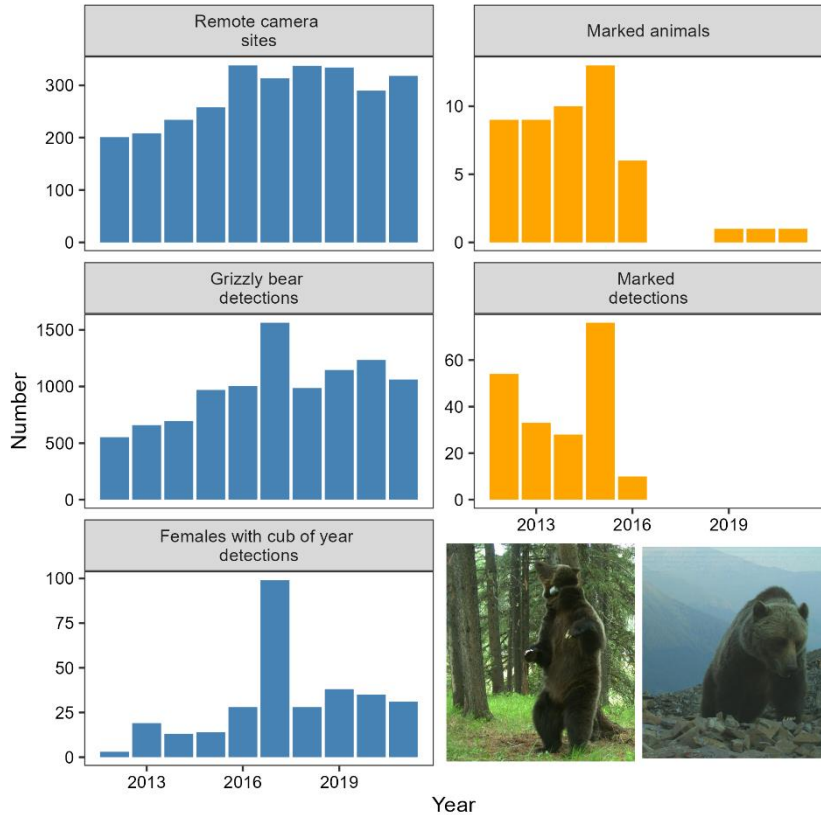 Remote camera
sites
Marked animals
300
200
100
0
10
5
0
Grizzly bear
detections
Marked
detections
1500
1000
500
0
60
40
20
0
2013
2016
2019
Females with cub of year
detections
100
75
50
25
0
2013
2016
2019
Number
Year